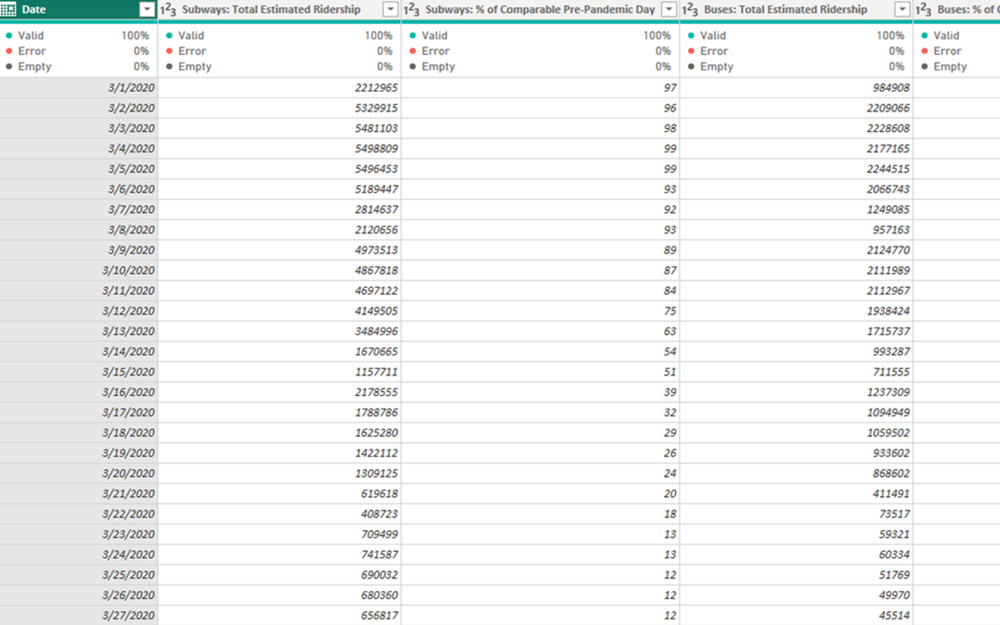 Date 1²3 Subways: Total Estimated Ridership 1²3 Subways: % of Comparable Pre-Pandemic Day 1²3 Buses: Total Estimated Ridership 1²3 Buses: % of
Valid 100% Valid 100% Valid 100% Valid 100% Valid
Error 0% Error 0% Error 0% Error 0% Error
Empty 0% Empty 0% Empty 0% Empty 0% Empty
3/1/2020 2212965 97 984908
3/2/2020 5329915 96 2209066
3/3/2020 5481103 98 2228608
3/4/2020 5498809 99 2177165
3/5/2020 5496453 99 2244515
3/6/2020 5189447 93 2066743
3/7/2020 2814637 92 1249085
3/8/2020 2120656 93 957163
3/9/2020 4973513 89 2124770
3/10/2020 4867818 87 2111989
3/11/2020 4697122 84 2112967
3/12/2020 4149505 75 1938424
3/13/2020 3484996 63 1715737
3/14/2020 1670665 54 993287
3/15/2020 1157711 51 711555
3/16/2020 2178555 39 1237309
3/17/2020 1788786 32 1094949
3/18/2020 1625280 29 1059502
3/19/2020 1422112 26 933602
3/20/2020 1309125 24 868602
3/21/2020 619618 20 411491
3/22/2020 408723 18 73517
3/23/2020 709499 13 59321
3/24/2020 741587 13 60334
3/25/2020 690032 12 51769
3/26/2020 680360 12 49970
3/27/2020 656817 12 45514